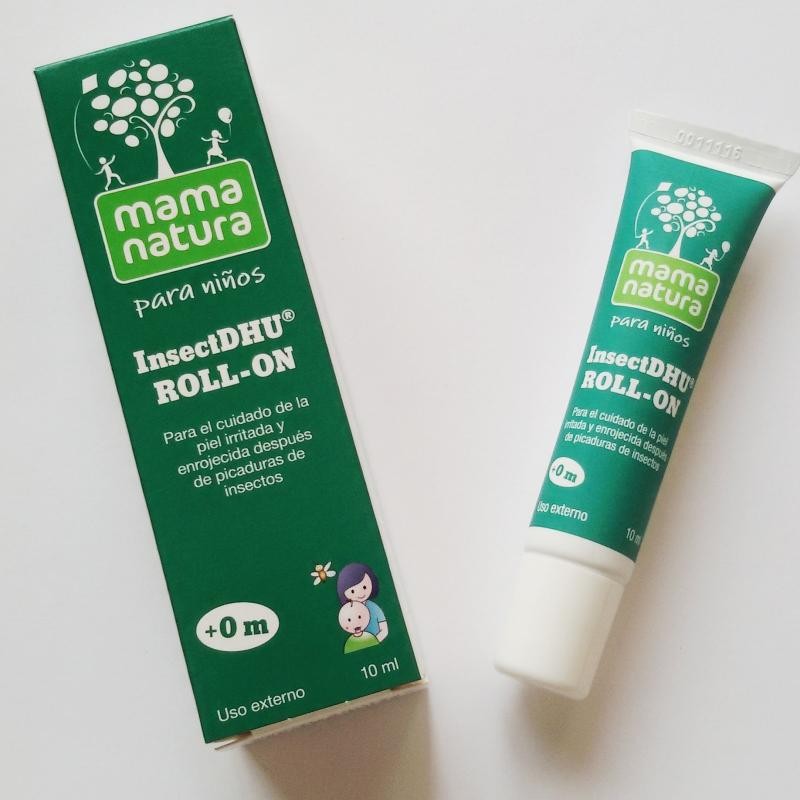 mama
natura
para niños
InsectDHU®
ROLL-ON
Para el cuidado de la
piel irritada y
enrojecida después
de picaduras de
insectos
+0 m
10 ml
Uso externo
0011116
mama
natura
para niños
InsectDHU®
ROLL-ON
Para el cuidado de la piel
irritada y enrojecida después
de picaduras de insectos
+0 m
Uso externo
10 ml